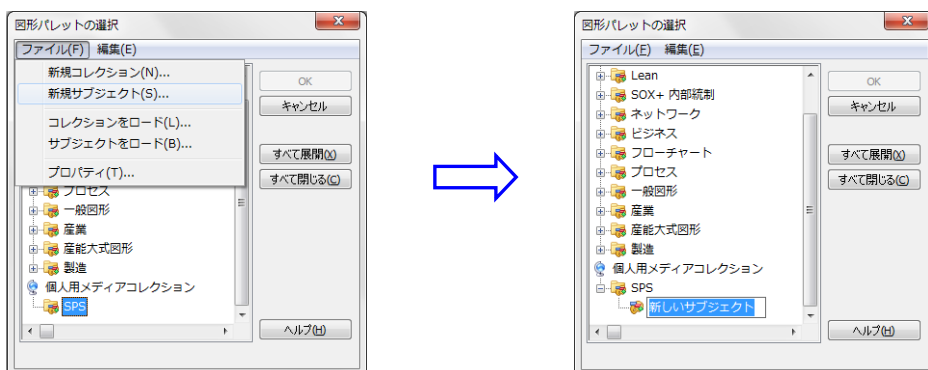 図形パレットの選択
ファイル(F) 編集(E)
新規コレクション(N)...
新規サブジェクト(S)...
コレクションをロード(L)...
サブジェクトをロード(B)...
プロパティ(T)...
プロセス
一般図形
産業
産能大式図形
製造
個人用メディアコレクション
SPS
OK
キャンセル
すべて展開(X)
すべて閉じる(C)
ヘルプ(H)
図形パレットの選択
ファイル(F) 編集(E)
Lean
SOX+ 内部統制
ネットワーク
ビジネス
フローチャート
プロセス
一般図形
産業
産能大式図形
製造
個人用メディアコレクション
SPS
新しいサブジェクト
OK
キャンセル
すべて展開(X)
すべて閉じる(C)
ヘルプ(H)